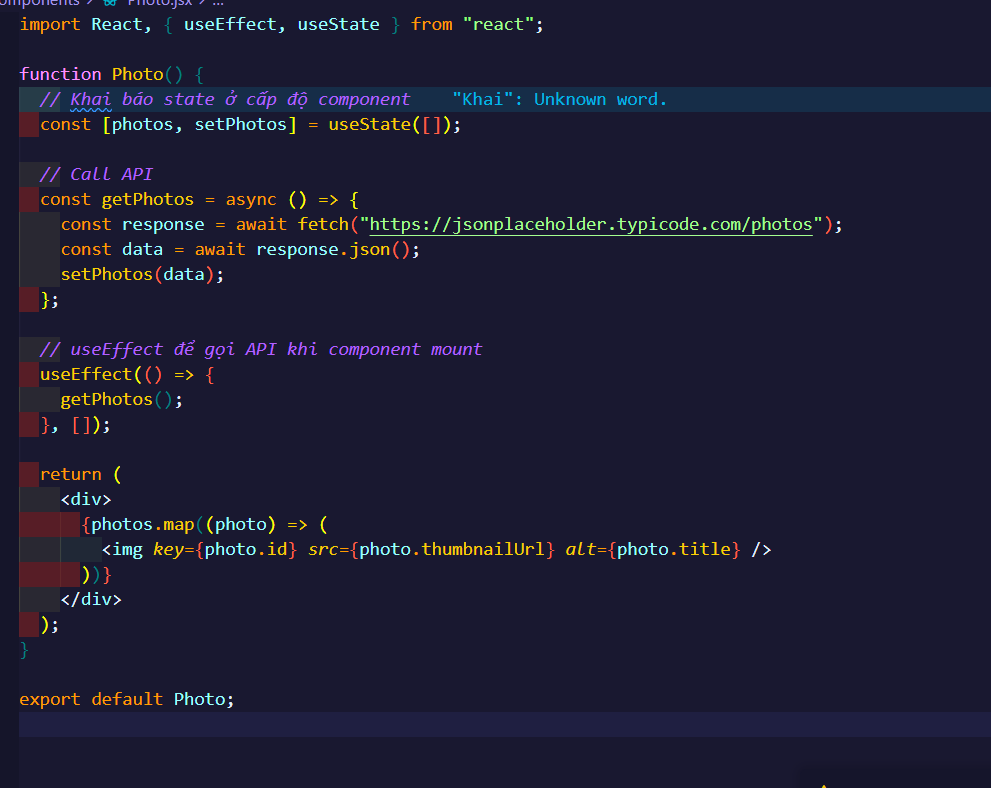 omponents > Photo.jsx > ...
import React, { useEffect, useState } from "react";
function Photo() {
// Khai báo state ở cấp độ component "Khai": Unknown word.
const [photos, setPhotos] = useState([]);
// Call API
const getPhotos = async () => {
const response = await fetch("https://jsonplaceholder.typicode.com/photos");
const data = await response.json();
setPhotos(data);
};
// useEffect để gọi API khi component mount
useEffect(() => {
getPhotos();
}, []);
return (
<div>
{photos.map((photo) => (
<img key={photo.id} src={photo.thumbnailUrl} alt={photo.title} />
))}
</div>
);
}
export default Photo;